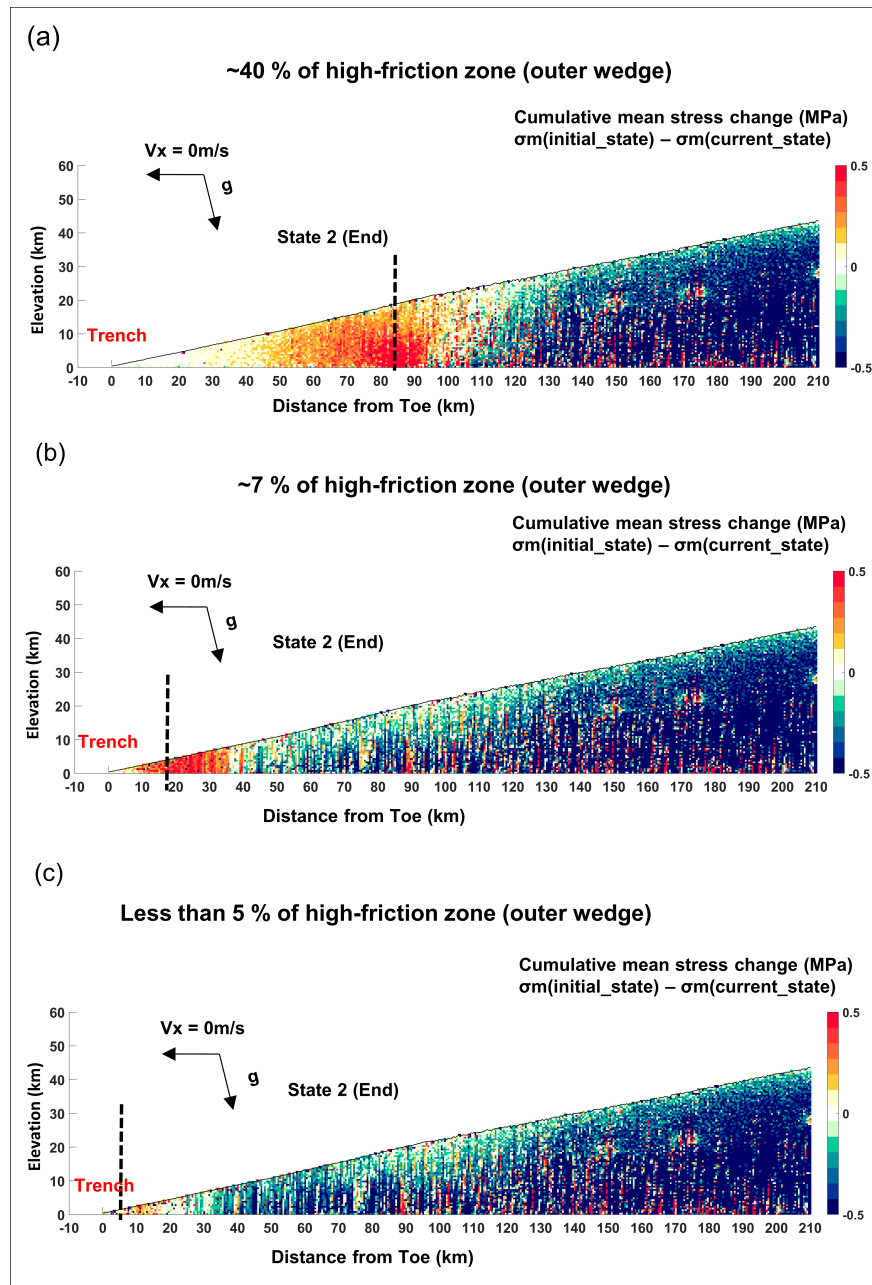 (a)
~40 % of high-friction zone (outer wedge)
Cumulative mean stress change (MPa)
σm(initial_state) – σm(current_state)
Vx = 0m/s
g
State 2 (End)
Trench
Elevation (km)
60
50
40
30
20
10
0
-10 0 10 20 30 40 50 60 70 80 90 100 110 120 130 140 150 160 170 180 190 200 210
Distance from Toe (km)
0.5
0
-0.5
(b)
~7 % of high-friction zone (outer wedge)
Cumulative mean stress change (MPa)
σm(initial_state) – σm(current_state)
Vx = 0m/s
g
State 2 (End)
Trench
Elevation (km)
60
50
40
30
20
10
0
-10 0 10 20 30 40 50 60 70 80 90 100 110 120 130 140 150 160 170 180 190 200 210
Distance from Toe (km)
0.5
0
-0.5
(c)
Less than 5 % of high-friction zone (outer wedge)
Cumulative mean stress change (MPa)
σm(initial_state) – σm(current_state)
Vx = 0m/s
g
State 2 (End)
Trench
Elevation (km)
60
50
40
30
20
10
0
-10 0 10 20 30 40 50 60 70 80 90 100 110 120 130 140 150 160 170 180 190 200 210
Distance from Toe (km)
0.5
0
-0.5